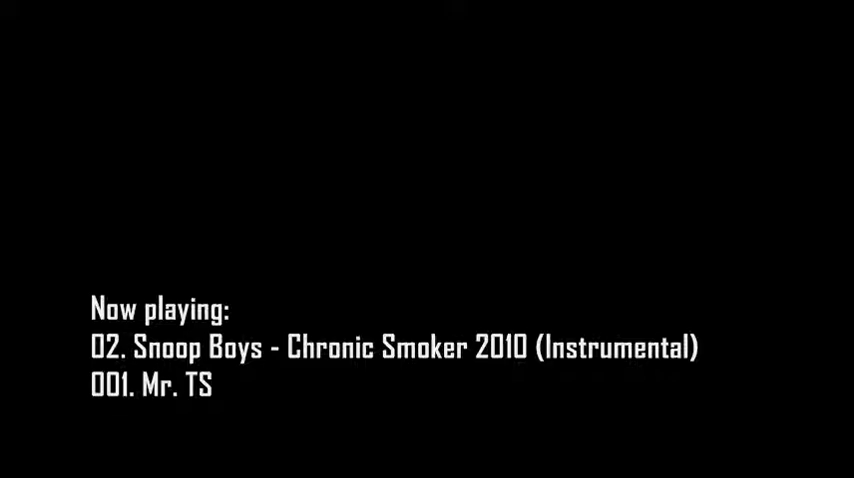 Now playing:
02. Snoop Boys - Chronic Smoker 2010 (Instrumental)
001. Mr. TS